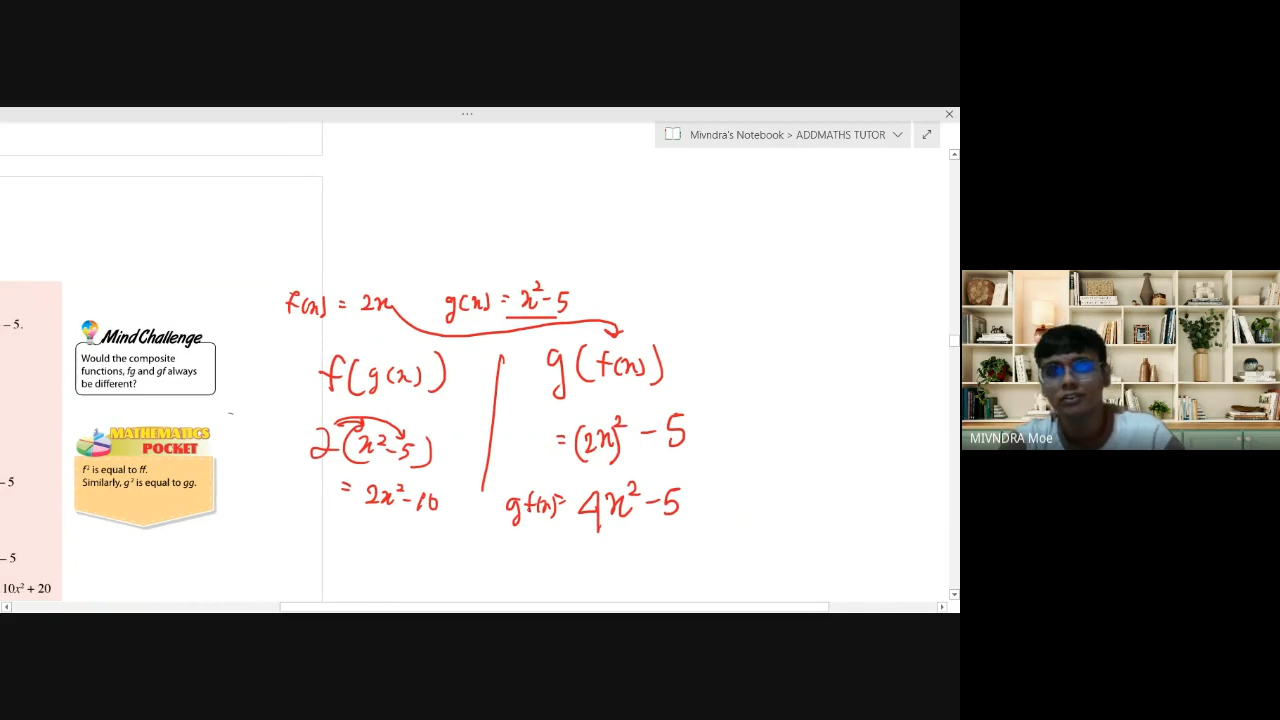 Mivndra's Notebook > ADDMATHS TUTOR
– 5.
Mind Challenge
Would the composite
functions, fg and gf always
be different?
MATHEMATICS
POCKET
f² is equal to ff.
Similarly, g² is equal to gg.
– 5
– 5
10x² + 20
f(x) = 2x g(x) = x² - 5
f(g(x))
2(x² - 5)
= 2x² - 10
g(f(x))
= (2x)² - 5
gf(x) = 4x² - 5
MIVNDRA Moe